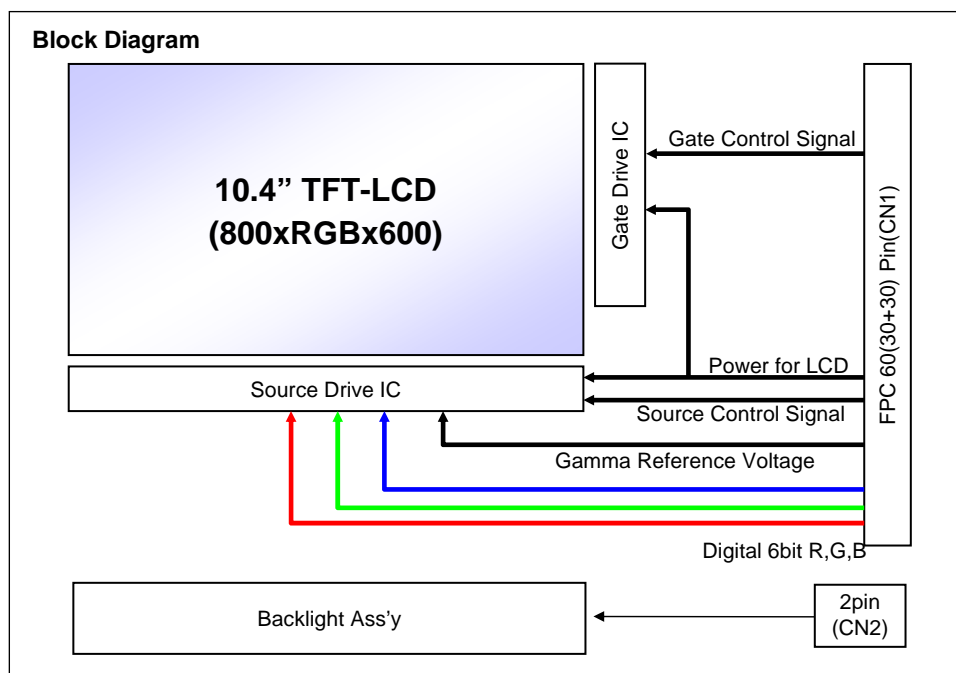 Block Diagram
10.4” TFT-LCD
(800xRGBx600)
Gate Drive IC
Gate Control Signal
FPC 60(30+30) Pin(CN1)
Power for LCD
Source Drive IC
Source Control Signal
Gamma Reference Voltage
Digital 6bit R,G,B
Backlight Ass’y
2pin
(CN2)